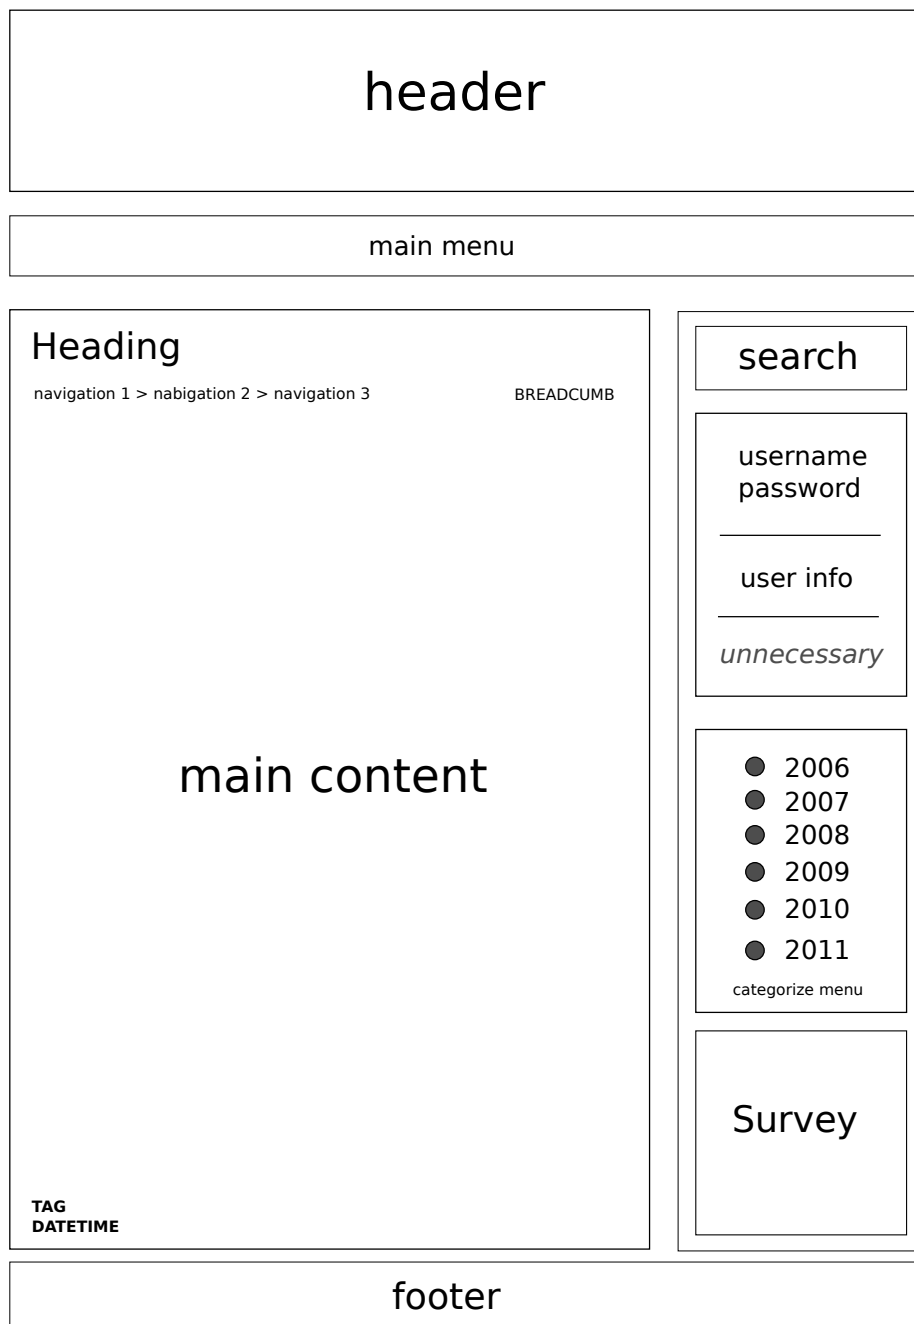 header
main menu
Heading
navigation 1 > nabigation 2 > navigation 3
BREADCUMB
main content
TAG
DATETIME
search
username
password
user info
unnecessary
2006
2007
2008
2009
2010
2011
categorize menu
Survey
footer